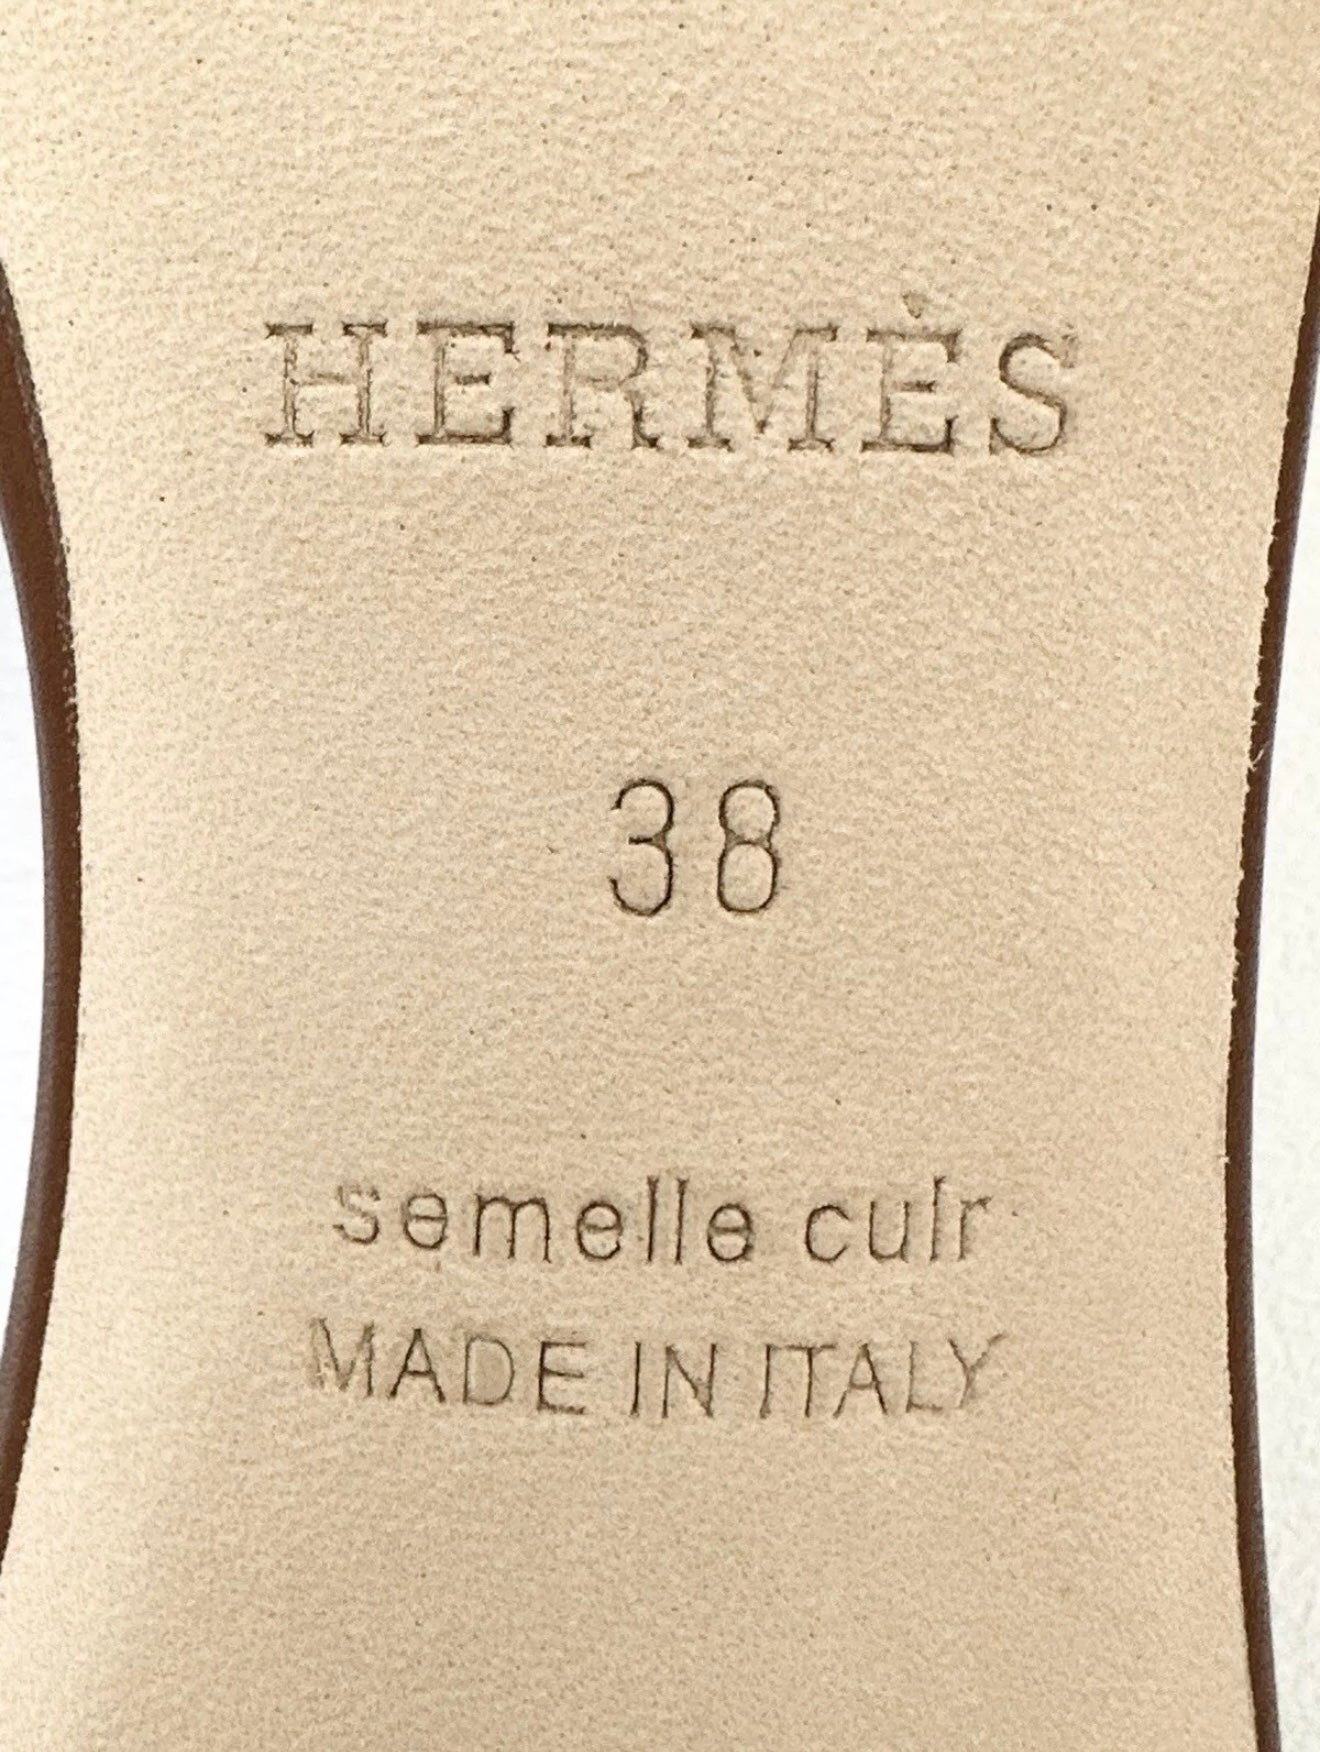 HERMÈS
38
semelle cuir
MADE IN ITALY